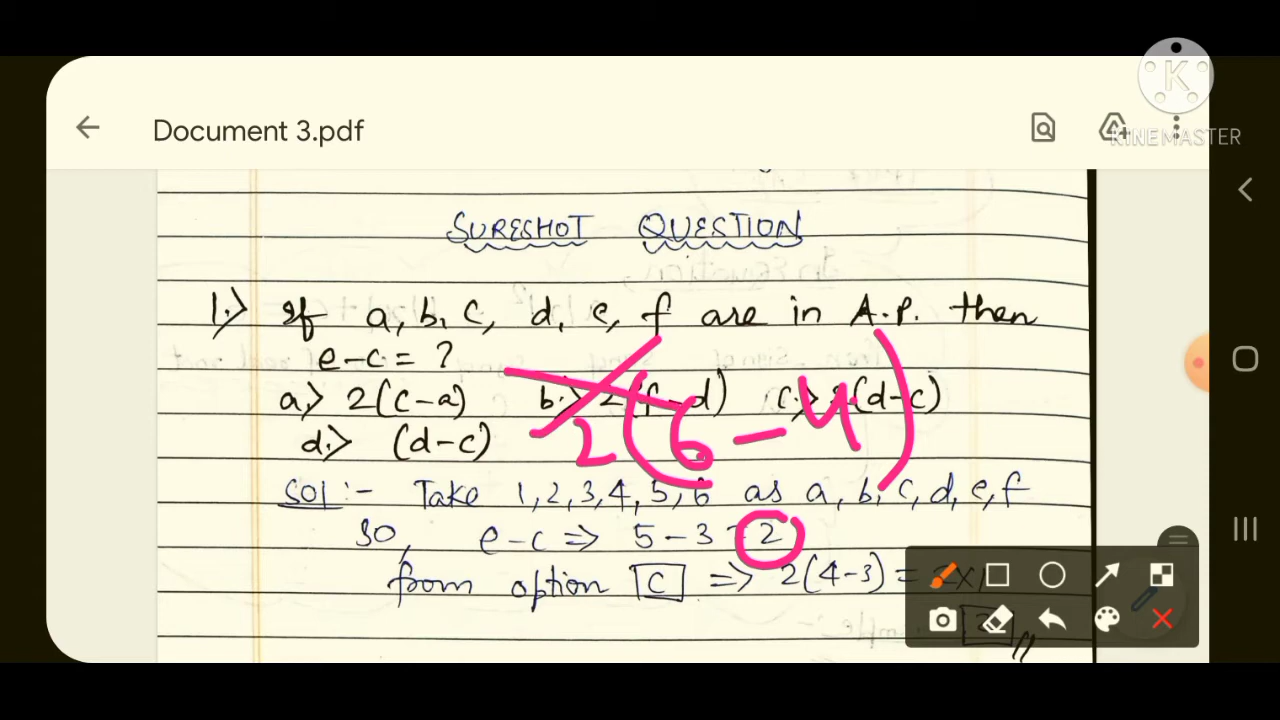 K
KINEMASTER
Document 3.pdf
SURESHOT QUESTION
1.) If a, b, c, d, e, f are in A.P. then
e-c = ?
a.) 2(c-a) b.) 2(f-d) c.) 2(d-c)
d.) (d-c)
2(6-4)
Sol :- Take 1,2,3,4,5,6 as a, b, c, d, e, f
so, e-c => 5-3 = 2
from option C => 2(4-3) = 2x1